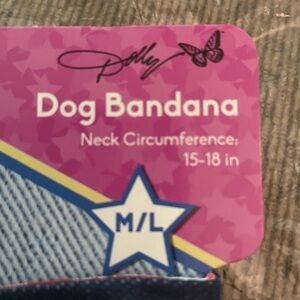 Dolly
Dog Bandana
Neck Circumference:
15-18 in
M/L